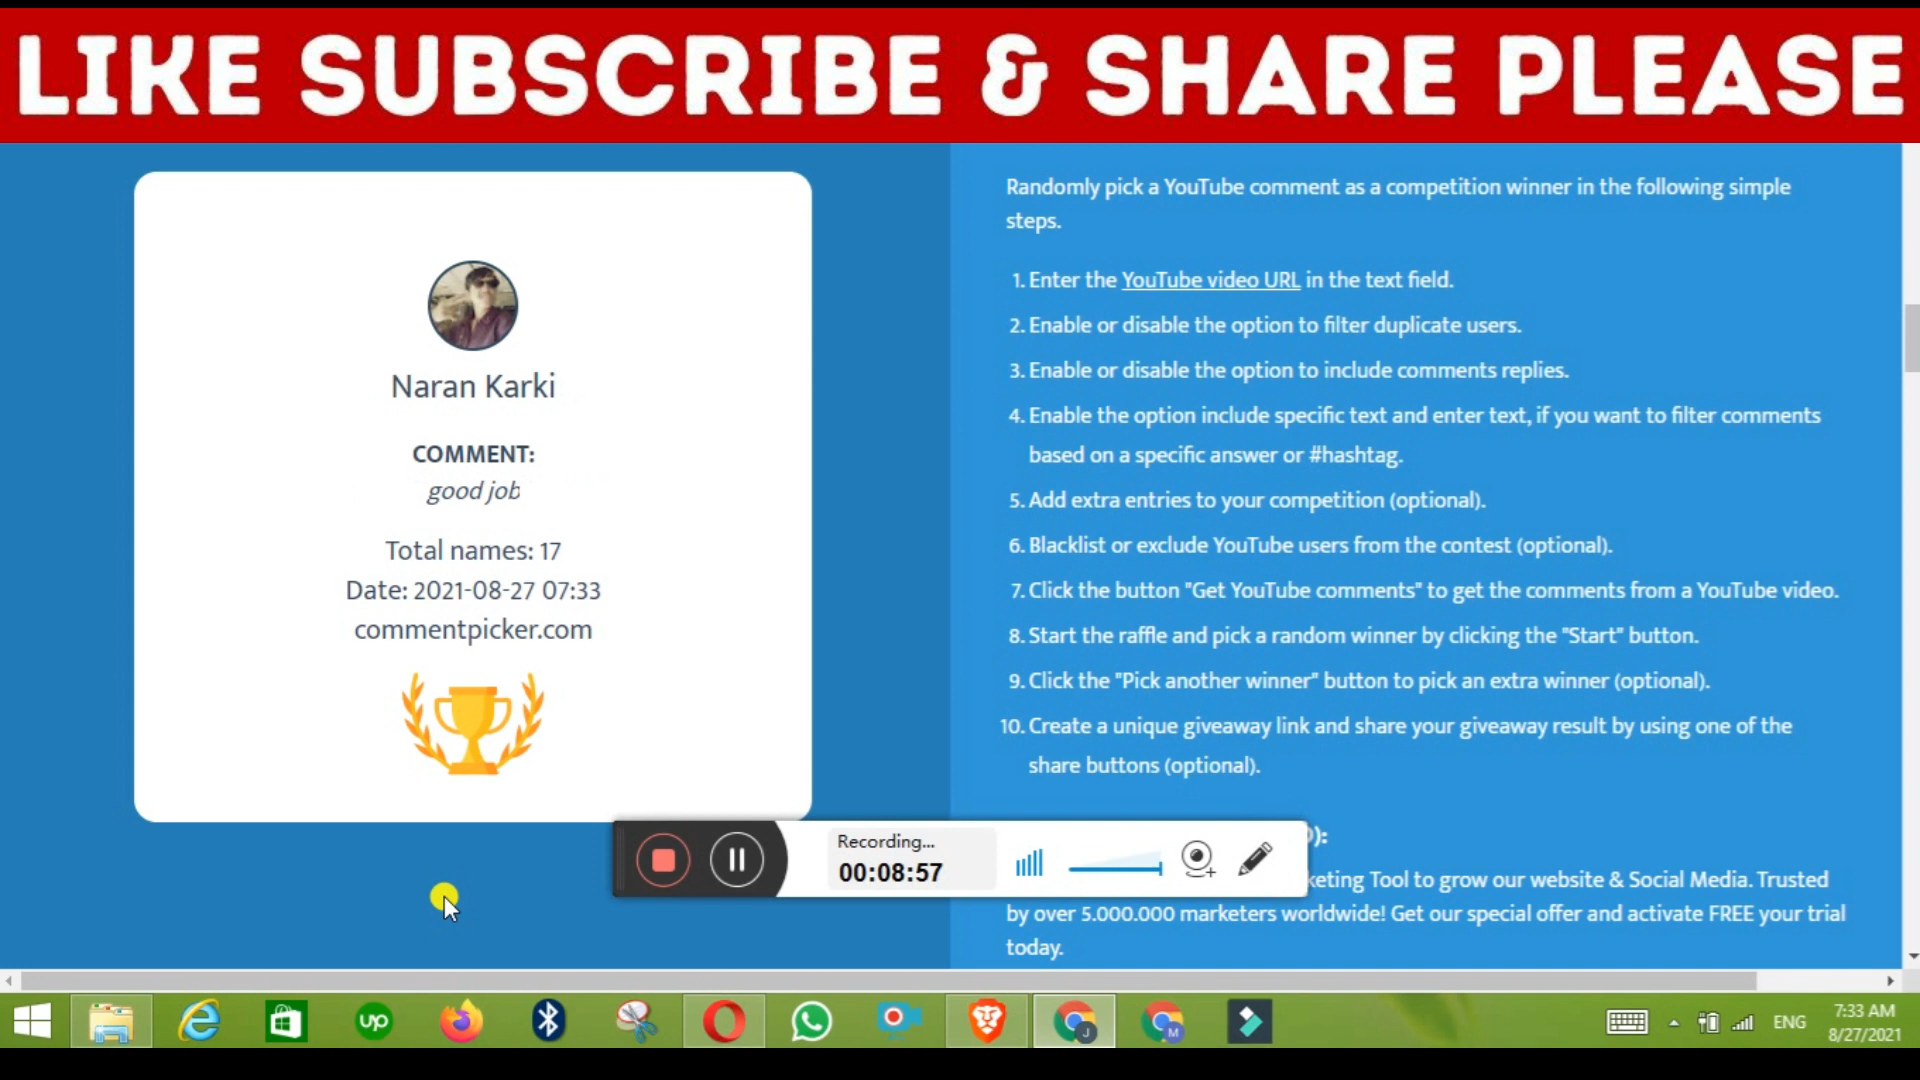 LIKE SUBSCRIBE & SHARE PLEASE
Naran Karki
COMMENT:
good job
Total names: 17
Date: 2021-08-27 07:33
commentpicker.com
Randomly pick a YouTube comment as a competition winner in the following simple
steps.
1. Enter the YouTube video URL in the text field.
2. Enable or disable the option to filter duplicate users.
3. Enable or disable the option to include comments replies.
4. Enable the option include specific text and enter text, if you want to filter comments
based on a specific answer or #hashtag.
5. Add extra entries to your competition (optional).
6. Blacklist or exclude YouTube users from the contest (optional).
7. Click the button "Get YouTube comments" to get the comments from a YouTube video.
8. Start the raffle and pick a random winner by clicking the "Start" button.
9. Click the "Pick another winner" button to pick an extra winner (optional).
10. Create a unique giveaway link and share your giveaway result by using one of the
share buttons (optional).
):
keting Tool to grow our website & Social Media. Trusted
by over 5.000.000 marketers worldwide! Get our special offer and activate FREE your trial
today.
Recording...
00:08:57
up
J
M
ENG
7:33 AM
8/27/2021